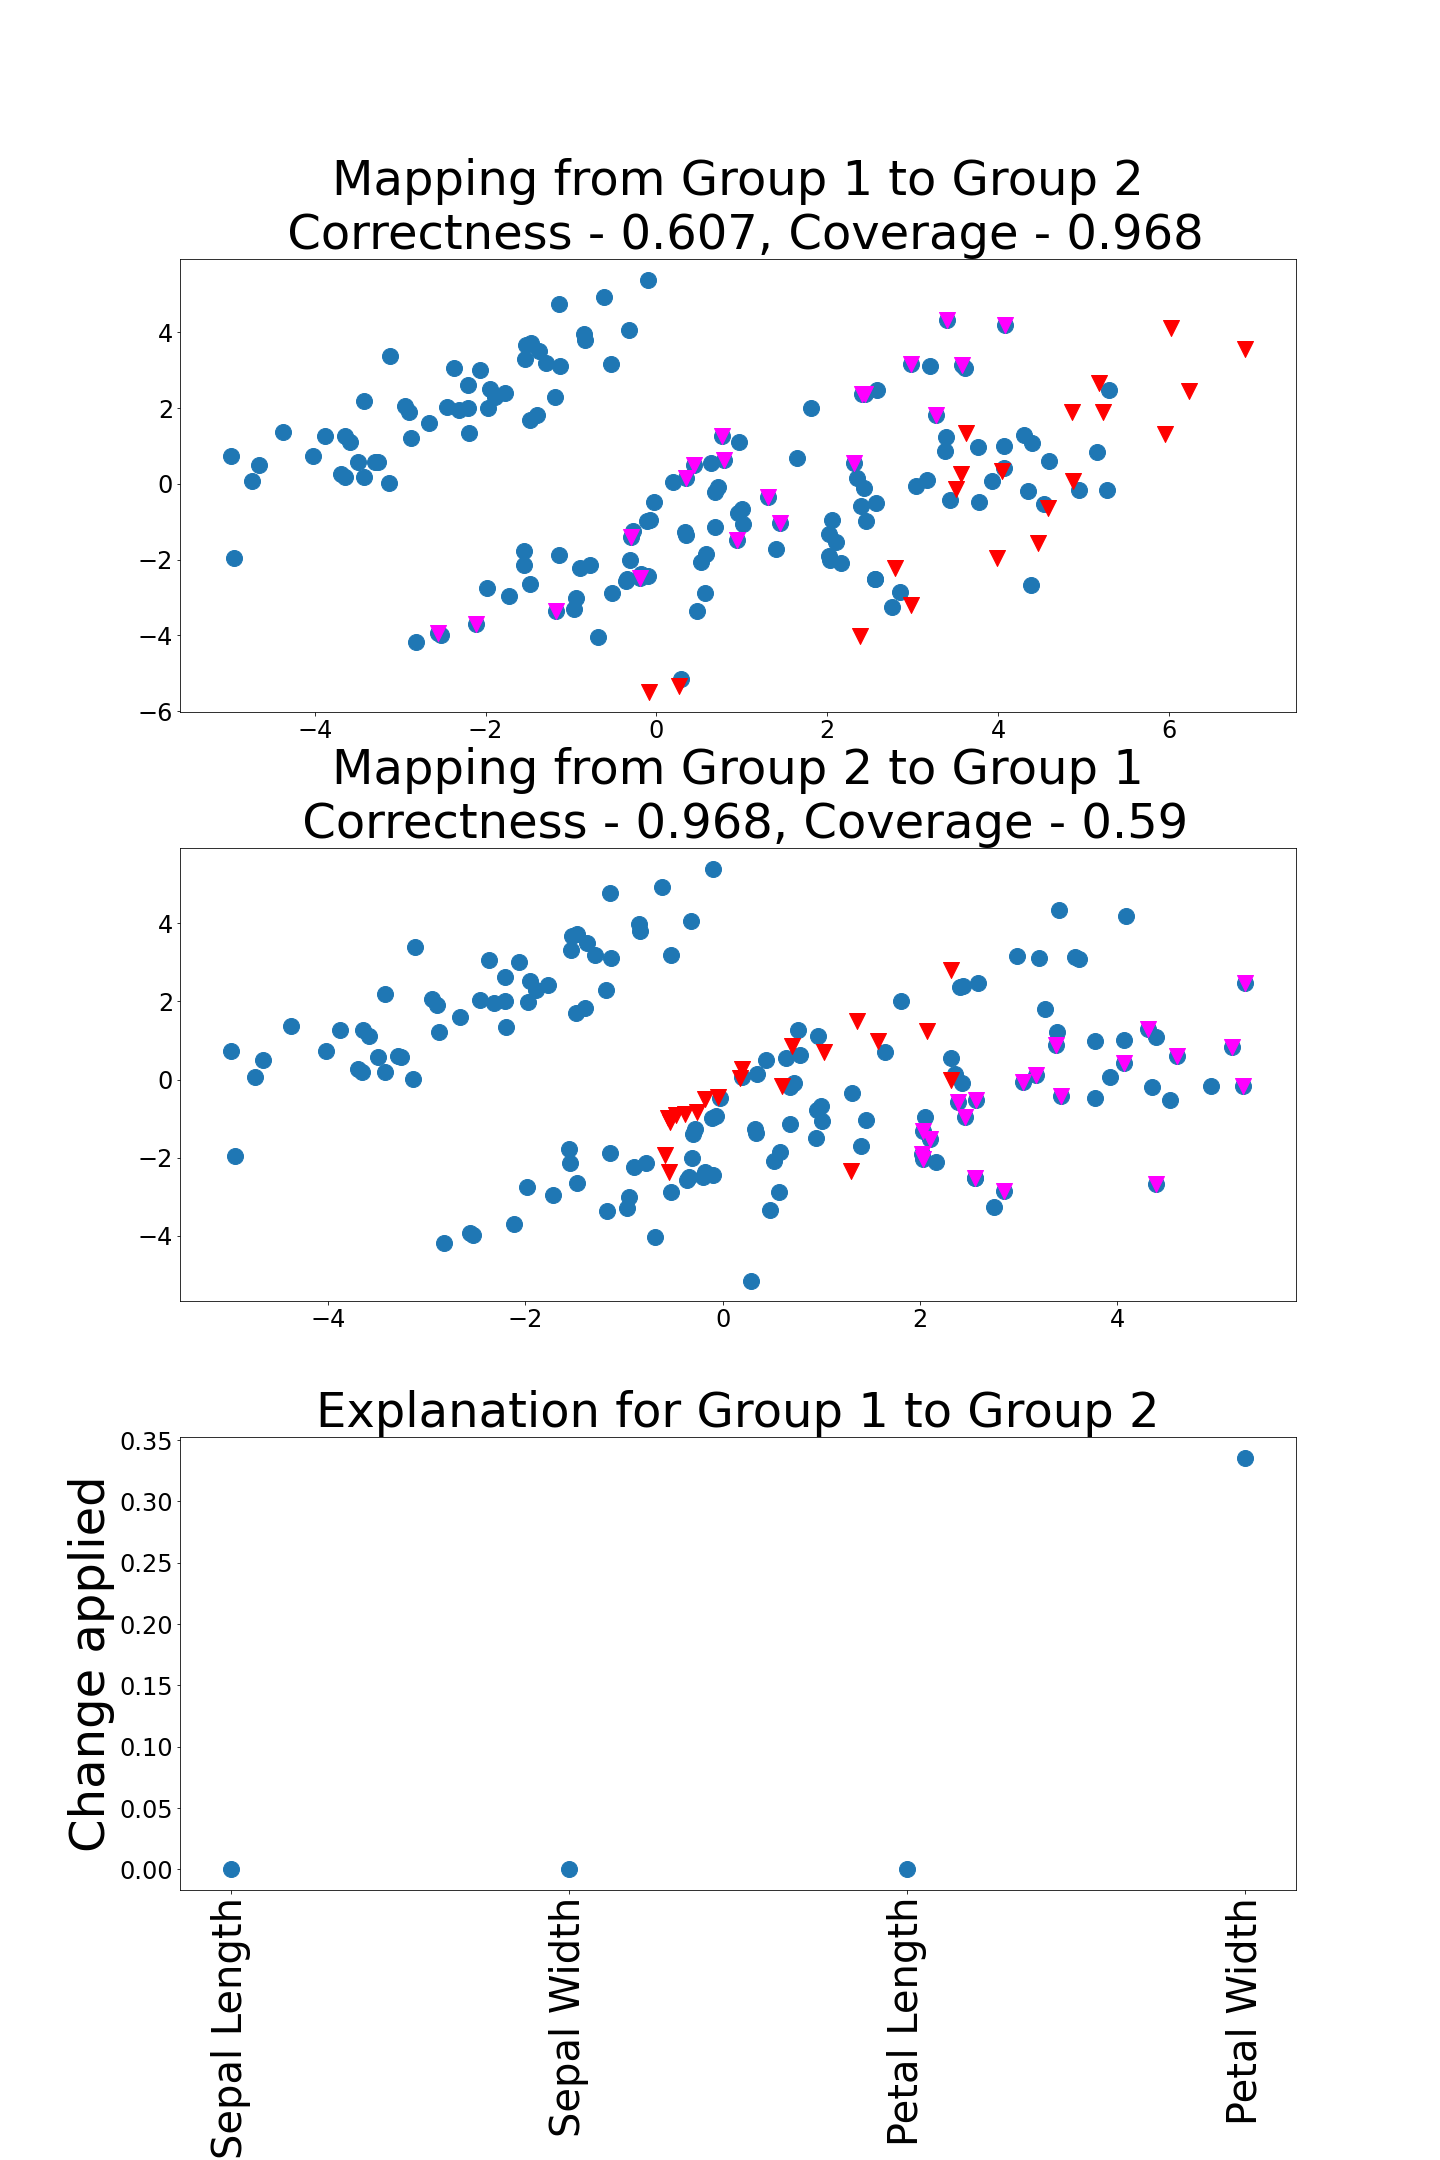 Mapping from Group 1 to Group 2
Correctness - 0.607, Coverage - 0.968
4
2
0
−2
−4
−6
−4 −2 0 2 4 6
Mapping from Group 2 to Group 1
Correctness - 0.968, Coverage - 0.59
4
2
0
−2
−4
−4 −2 0 2 4
Explanation for Group 1 to Group 2
Change applied
0.35
0.30
0.25
0.20
0.15
0.10
0.05
0.00
Sepal Length
Sepal Width
Petal Length
Petal Width